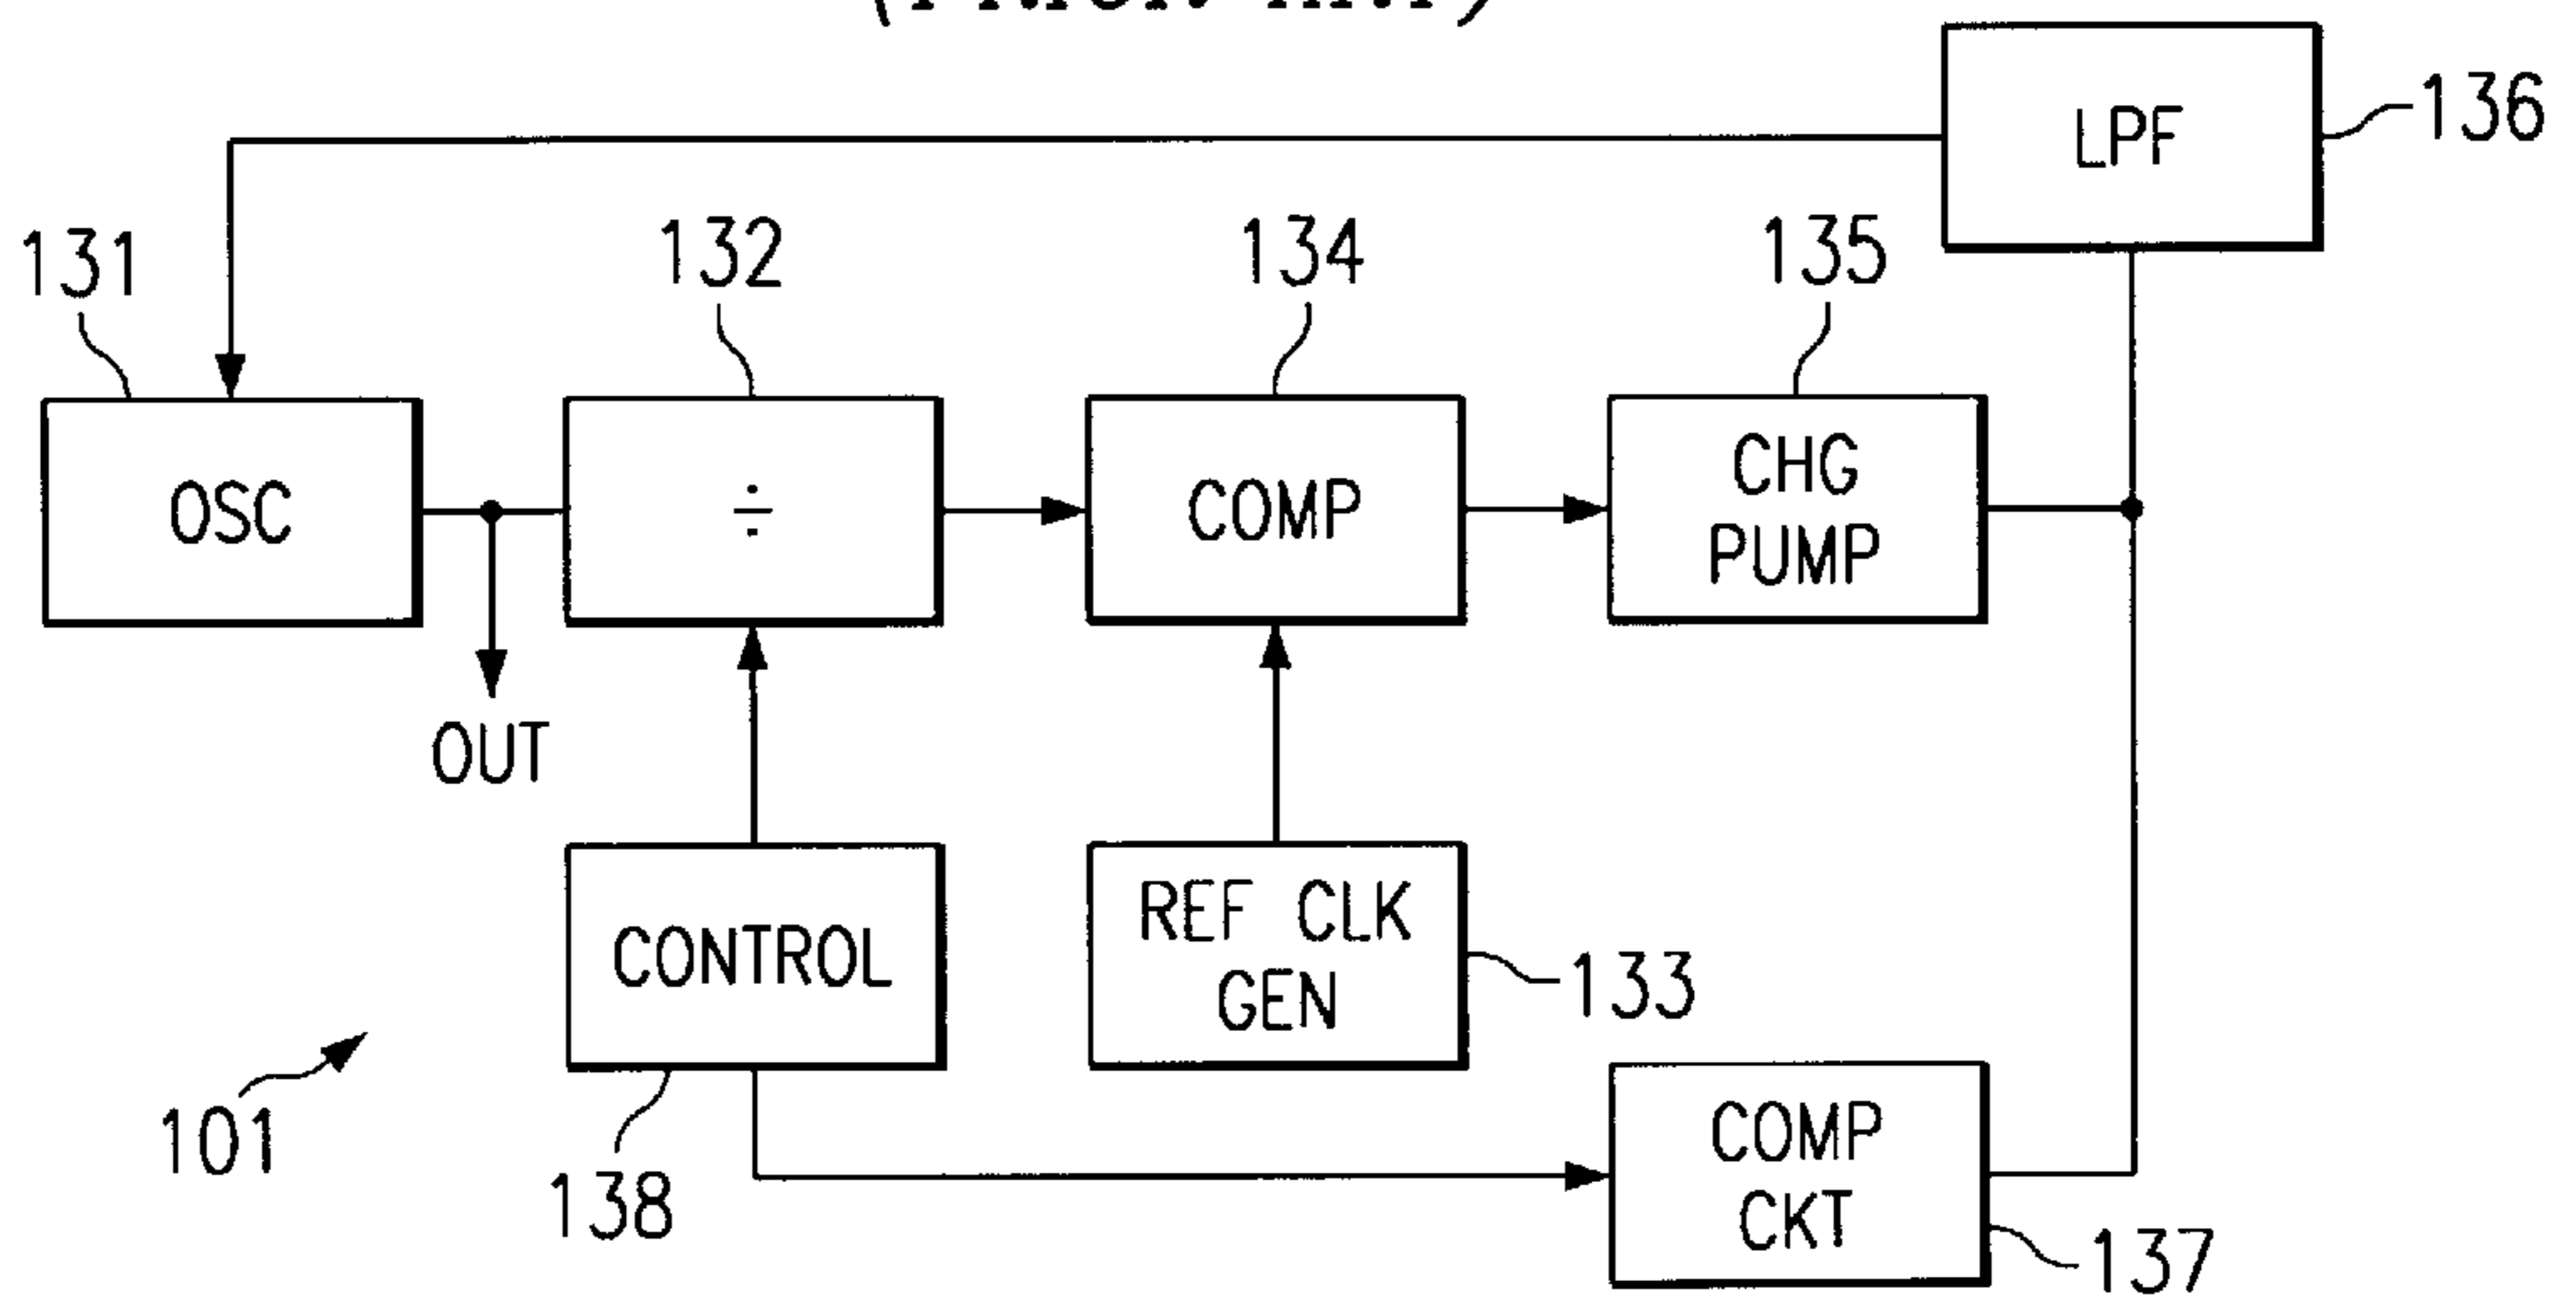 LPF
136
131
132
134
135
OSC
÷
COMP
CHG
PUMP
OUT
CONTROL
REF CLK
GEN
133
101
138
COMP
CKT
137